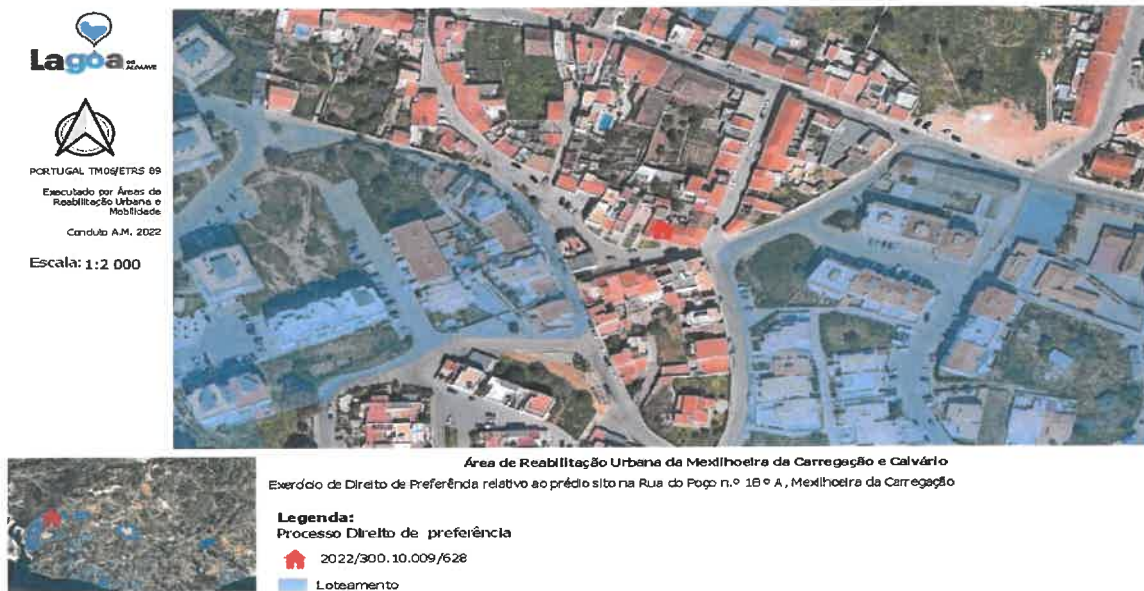 Lagoa DO ALGARVE
PORTUGAL TM06/ETRS 89
Executado por Áreas de
Reabilitação Urbana e
Mobilidade
Conduto A.M. 2022
Escala: 1:2 000
Área de Reabilitação Urbana da Mexilhoeira da Carregação e Calvário
Exercício de Direito de Preferência relativo ao prédio sito na Rua do Poço n.º 18 º A, Mexilhoeira da Carregação
Legenda:
Processo Direito de preferência
2022/300.10.009/628
Loteamento